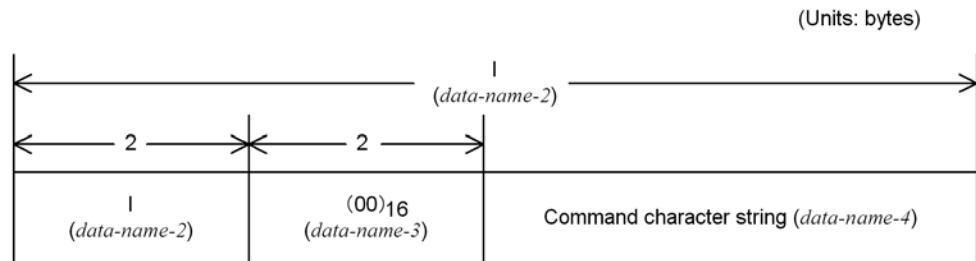 (Units: bytes)
l
(data-name-2)
2
2
l
(data-name-2)
(00)16
(data-name-3)
Command character string (data-name-4)